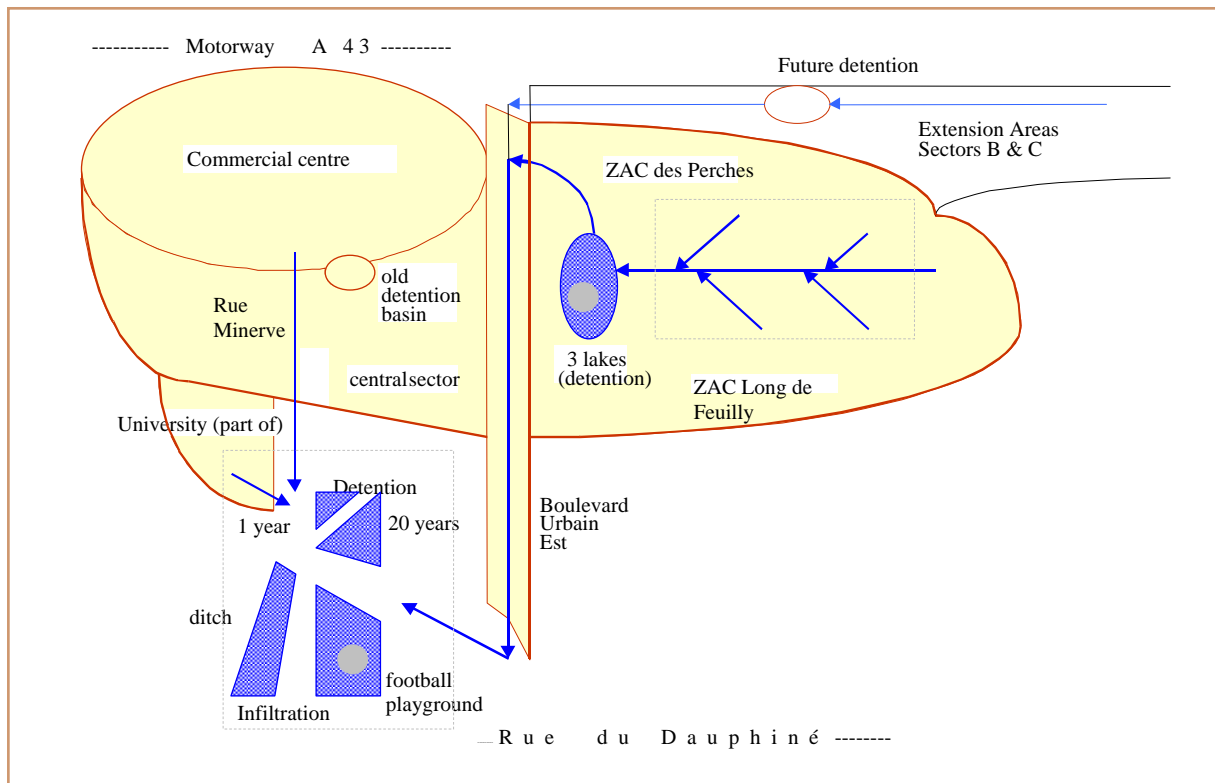 ----------- Motorway A 4 3 ----------
Future detention
Extension Areas
Sectors B & C
Commercial centre
ZAC des Perches
old
detention
basin
Rue
Minerve
3 lakes
(detention)
centralsector
ZAC Long de
Feuilly
University (part of)
Detention
1 year
20 years
Boulevard
Urbain
Est
ditch
football
playground
Infiltration
__ R u e d u D a u p h i n é --------